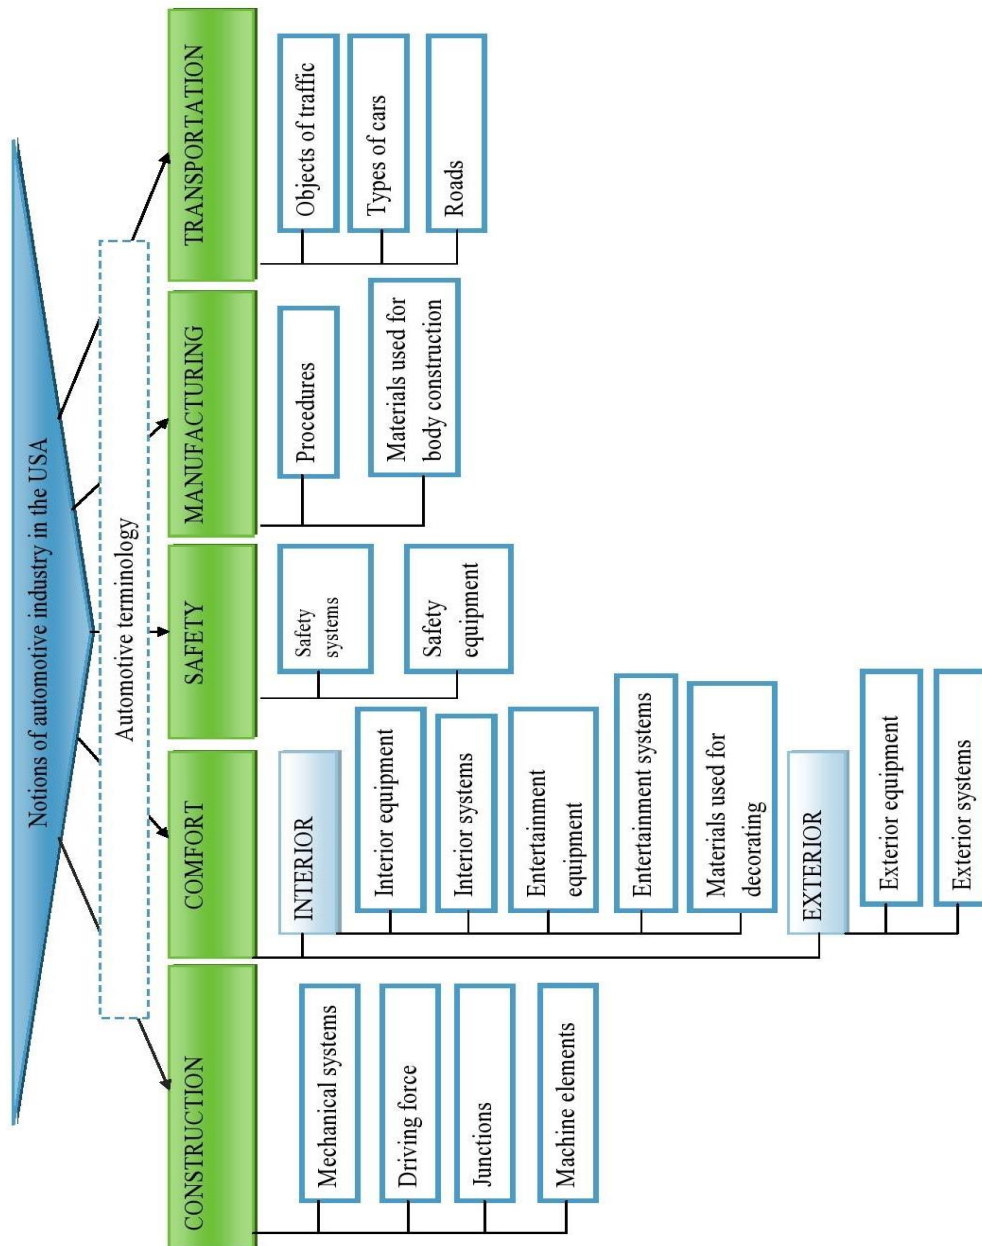 Notions of automotive industry in the USA
Automotive terminology
CONSTRUCTION
Mechanical systems
Driving force
Junctions
Machine elements
COMFORT
INTERIOR
Interior equipment
Interior systems
Entertainment
equipment
Entertainment systems
Materials used for
decorating
EXTERIOR
Exterior equipment
Exterior systems
SAFETY
Safety
systems
Safety
equipment
MANUFACTURING
Procedures
Materials used for
body construction
TRANSPORTATION
Objects of traffic
Types of cars
Roads